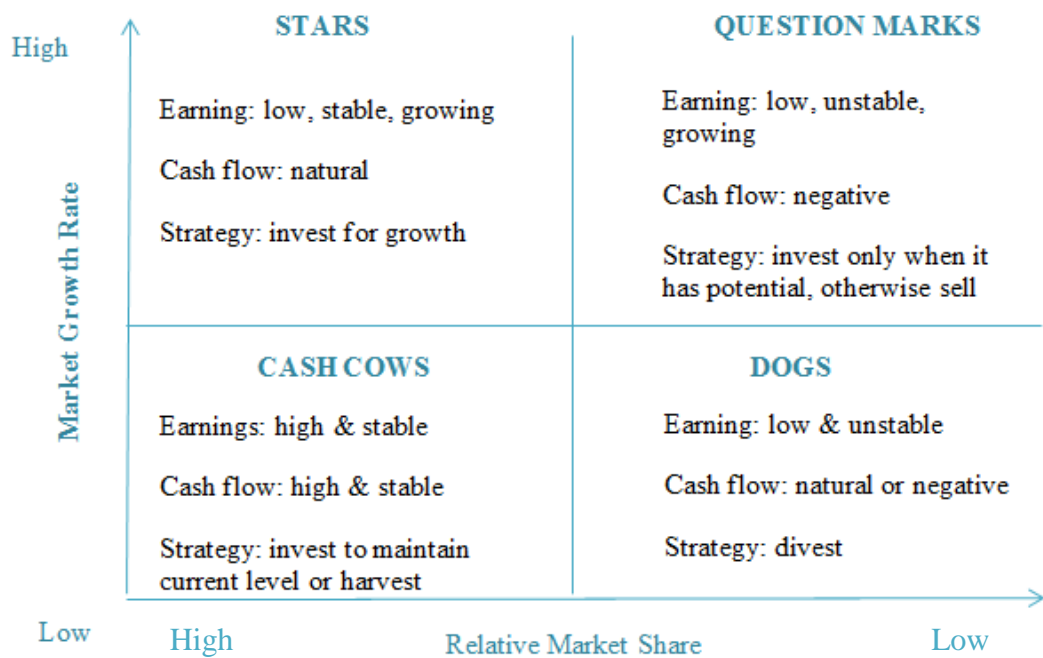 High
STARS
QUESTION MARKS
Earning: low, stable, growing
Cash flow: natural
Strategy: invest for growth
Earning: low, unstable,
growing
Cash flow: negative
Strategy: invest only when it
has potential, otherwise sell
Market Growth Rate
CASH COWS
DOGS
Earnings: high & stable
Cash flow: high & stable
Strategy: invest to maintain
current level or harvest
Earning: low & unstable
Cash flow: natural or negative
Strategy: divest
Low
High
Relative Market Share
Low